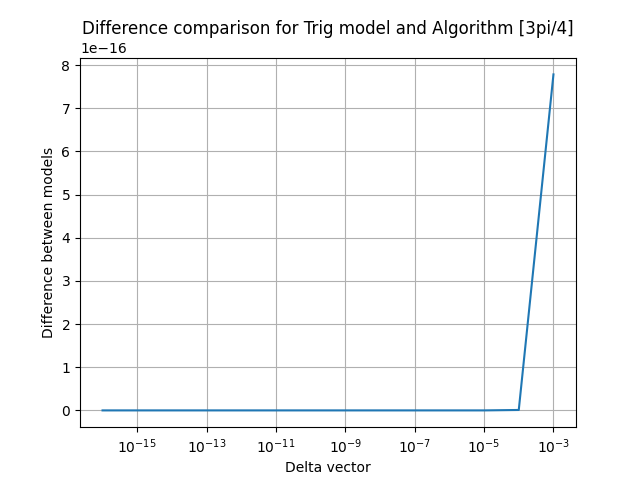 Difference comparison for Trig model and Algorithm [3pi/4]
1e−16
8
7
6
5
4
3
2
1
0
Difference between models
10⁻¹⁵ 10⁻¹³ 10⁻¹¹ 10⁻⁹ 10⁻⁷ 10⁻⁵ 10⁻³
Delta vector